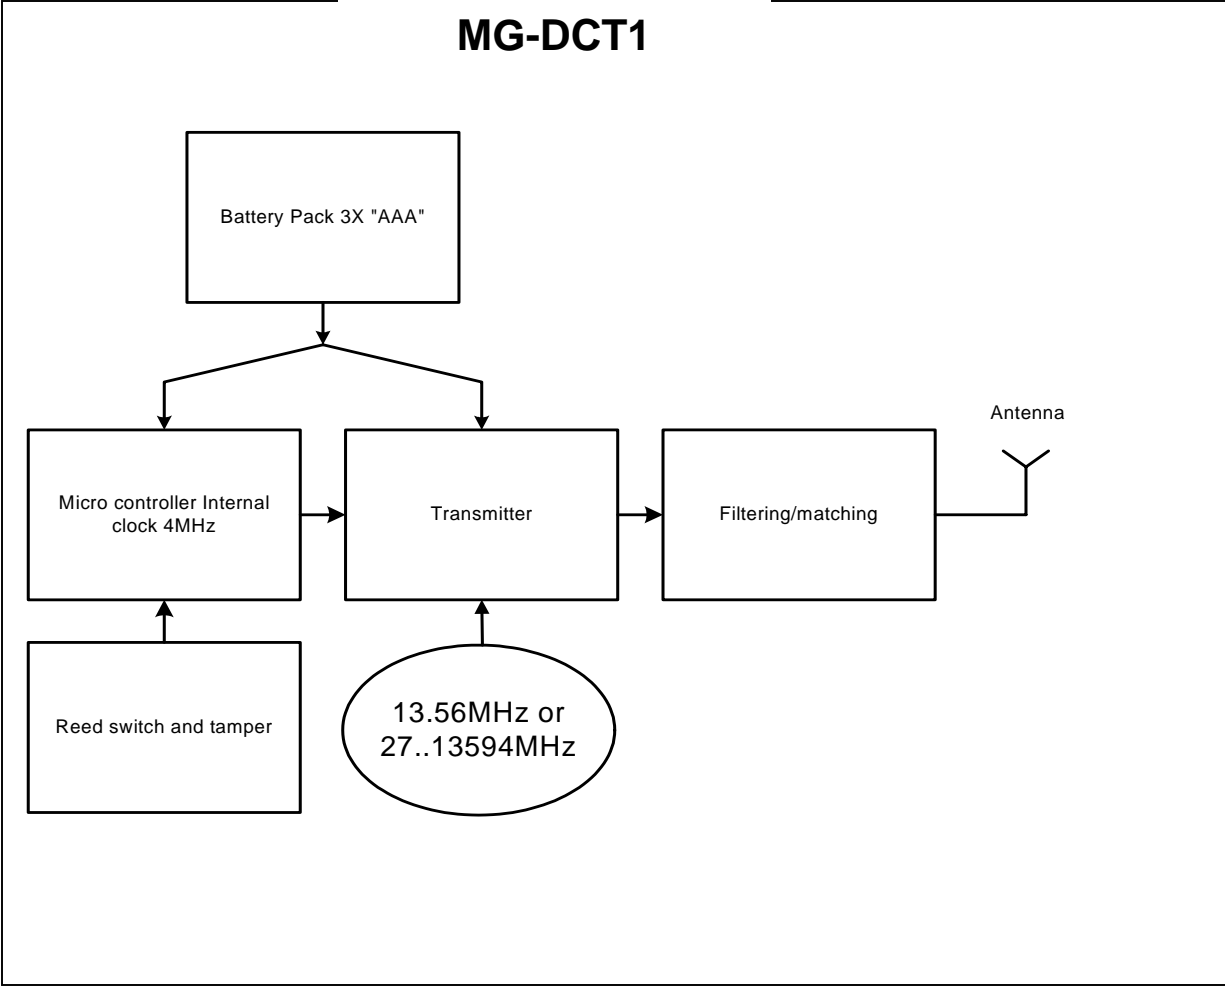 MG-DCT1
Battery Pack 3X "AAA"
Antenna
Micro controller Internal
clock 4MHz
Transmitter
Filtering/matching
Reed switch and tamper
13.56MHz or
27..13594MHz